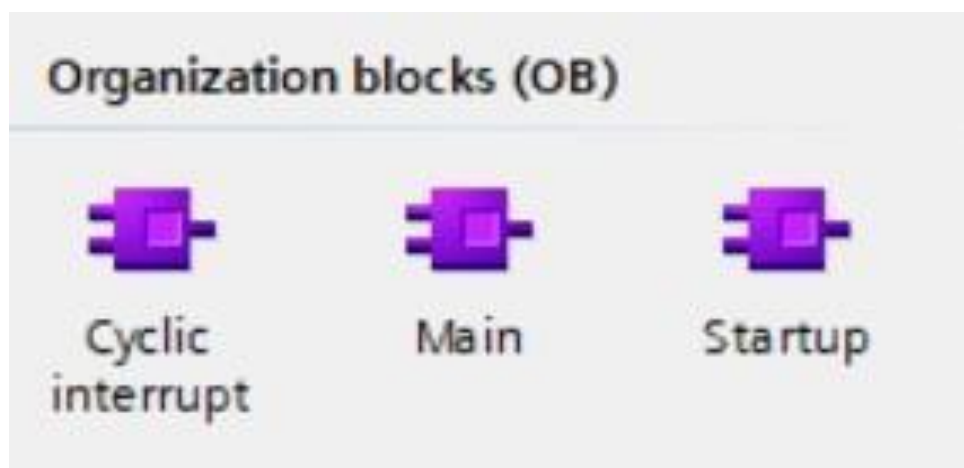 Organization blocks (OB)
Cyclic
interrupt
Main
Startup